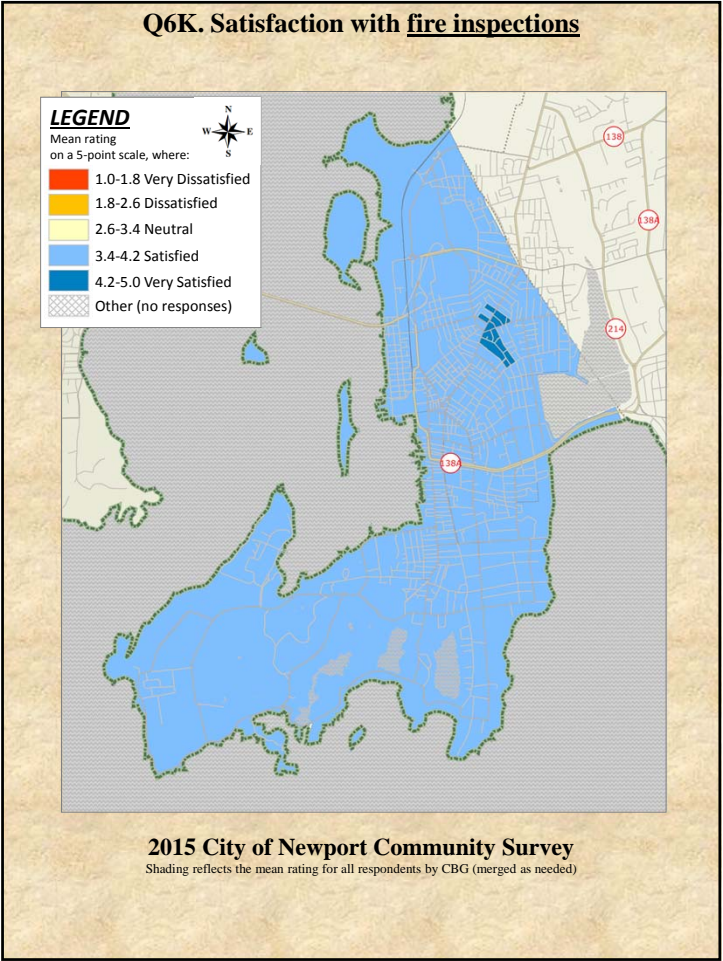 Q6K. Satisfaction with fire inspections
LEGEND
Mean rating
on a 5-point scale, where:
N
W E
S
1.0-1.8 Very Dissatisfied
1.8-2.6 Dissatisfied
2.6-3.4 Neutral
3.4-4.2 Satisfied
4.2-5.0 Very Satisfied
Other (no responses)
138
138A
214
138A
2015 City of Newport Community Survey
Shading reflects the mean rating for all respondents by CBG (merged as needed)